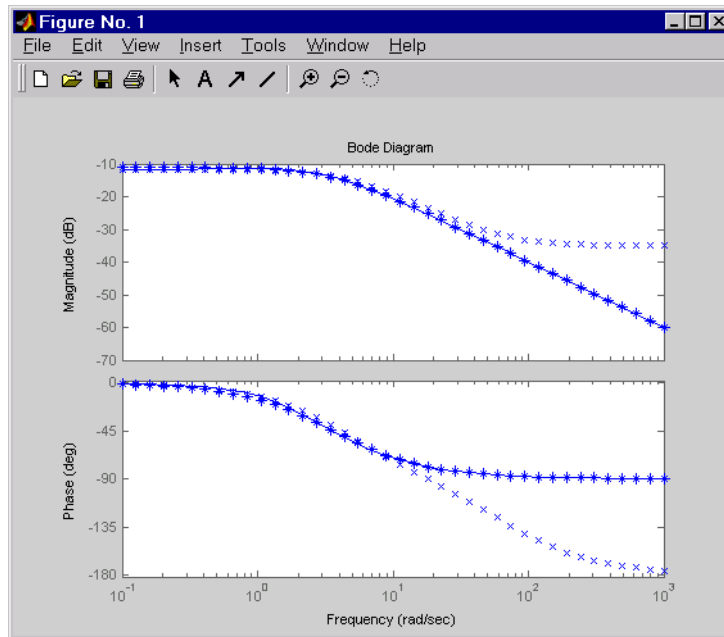 Figure No. 1
File Edit View Insert Tools Window Help
A
Bode Diagram
Magnitude (dB)
-10
-20
-30
-40
-50
-60
-70
Phase (deg)
0
-45
-90
-135
-180
10^-1 10^0 10^1 10^2 10^3
Frequency (rad/sec)